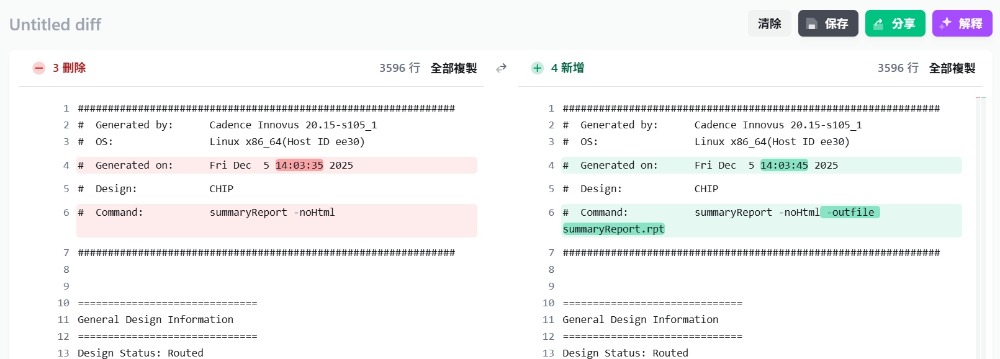 Untitled diff
清除 保存 分享 解釋
3 刪除 3596 行 全部複製
1 ###############################################################
2 #  Generated by:      Cadence Innovus 20.15-s105_1
3 #  OS:                Linux x86_64(Host ID ee30)
4 #  Generated on:      Fri Dec  5 14:03:35 2025
5 #  Design:            CHIP
6 #  Command:           summaryReport -noHtml
7 ###############################################################
8
9
10 ==============================
11 General Design Information
12 ==============================
13 Design Status: Routed
4 新增 3596 行 全部複製
1 ###############################################################
2 #  Generated by:      Cadence Innovus 20.15-s105_1
3 #  OS:                Linux x86_64(Host ID ee30)
4 #  Generated on:      Fri Dec  5 14:03:45 2025
5 #  Design:            CHIP
6 #  Command:           summaryReport -noHtml -outfile
summaryReport.rpt
7 ###############################################################
8
9
10 ==============================
11 General Design Information
12 ==============================
13 Design Status: Routed